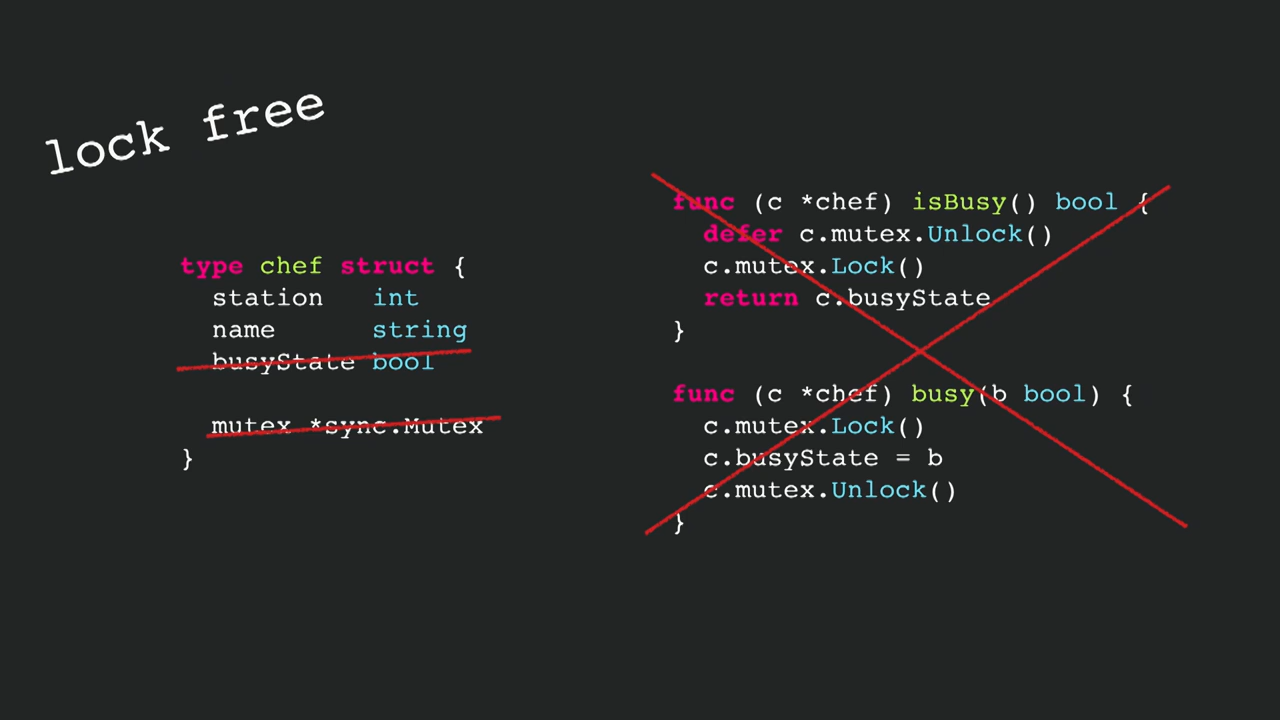 lock free
type chef struct {
station int
name string
busyState bool
mutex *sync.Mutex
}
func (c *chef) isBusy() bool {
defer c.mutex.Unlock()
c.mutex.Lock()
return c.busyState
}
func (c *chef) busy(b bool) {
c.mutex.Lock()
c.busyState = b
c.mutex.Unlock()
}